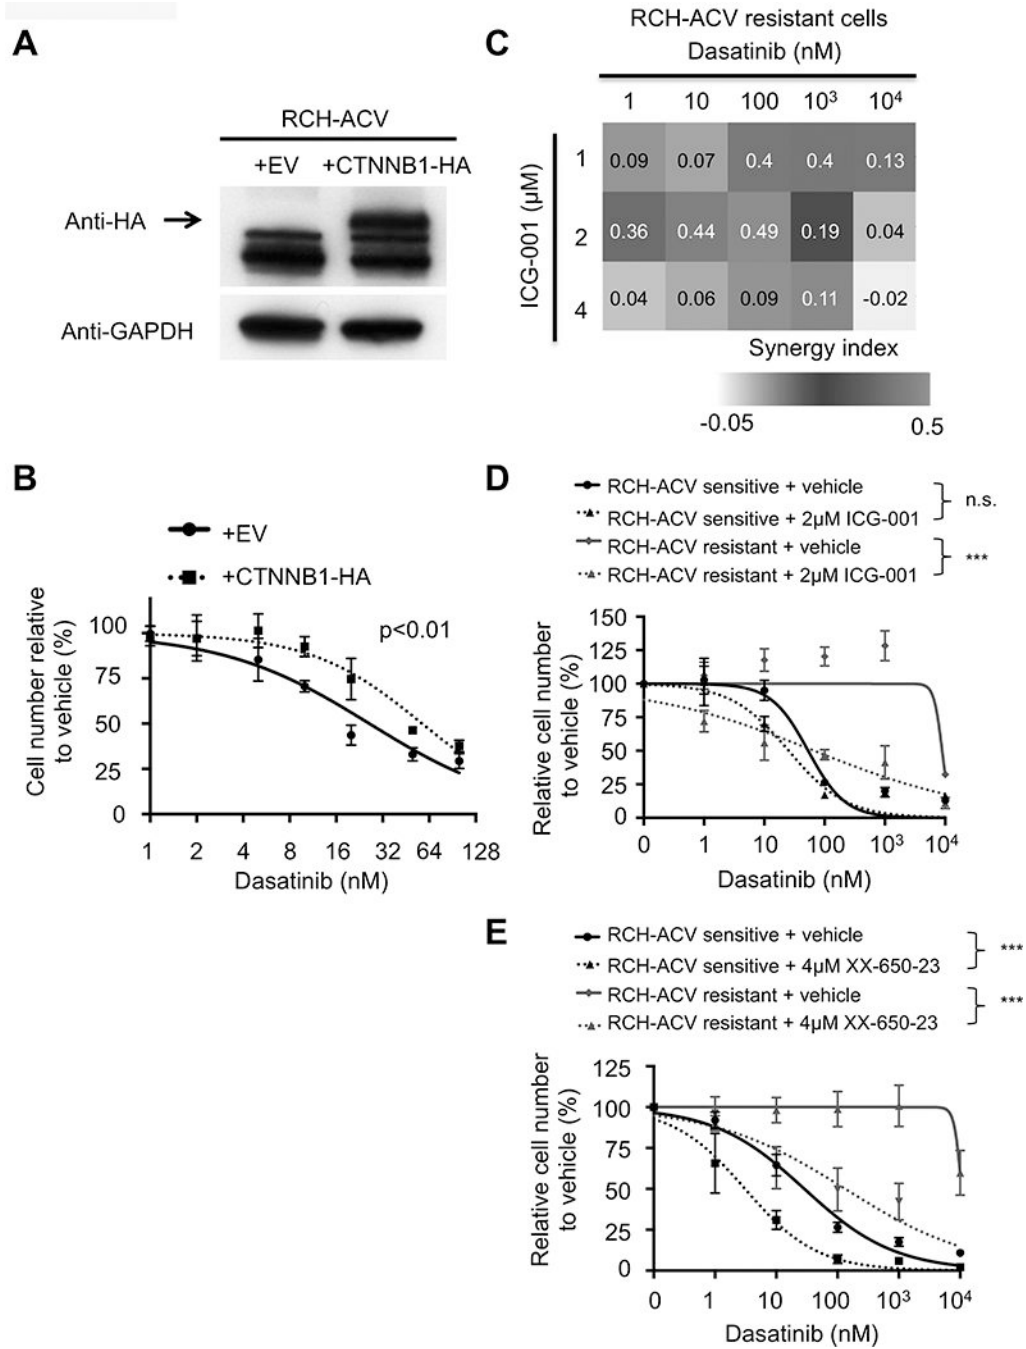 A
RCH-ACV
+EV +CTNNB1-HA
Anti-HA
Anti-GAPDH
C
RCH-ACV resistant cells
Dasatinib (nM)
1 10 100 10³ 10⁴
ICG-001 (µM)
1 0.09 0.07 0.4 0.4 0.13
2 0.36 0.44 0.49 0.19 0.04
4 0.04 0.06 0.09 0.11 -0.02
Synergy index
-0.05 0.5
B
+EV
+CTNNB1-HA
p<0.01
Cell number relative
to vehicle (%)
100
75
50
25
0
1 2 4 8 16 32 64 128
Dasatinib (nM)
D
RCH-ACV sensitive + vehicle
RCH-ACV sensitive + 2µM ICG-001
n.s.
RCH-ACV resistant + vehicle
RCH-ACV resistant + 2µM ICG-001
***
Relative cell number
to vehicle (%)
150
125
100
75
50
25
0
0 1 10 100 10³ 10⁴
Dasatinib (nM)
E
RCH-ACV sensitive + vehicle
RCH-ACV sensitive + 4µM XX-650-23
***
RCH-ACV resistant + vehicle
RCH-ACV resistant + 4µM XX-650-23
***
Relative cell number
to vehicle (%)
125
100
75
50
25
0
0 1 10 100 10³ 10⁴
Dasatinib (nM)